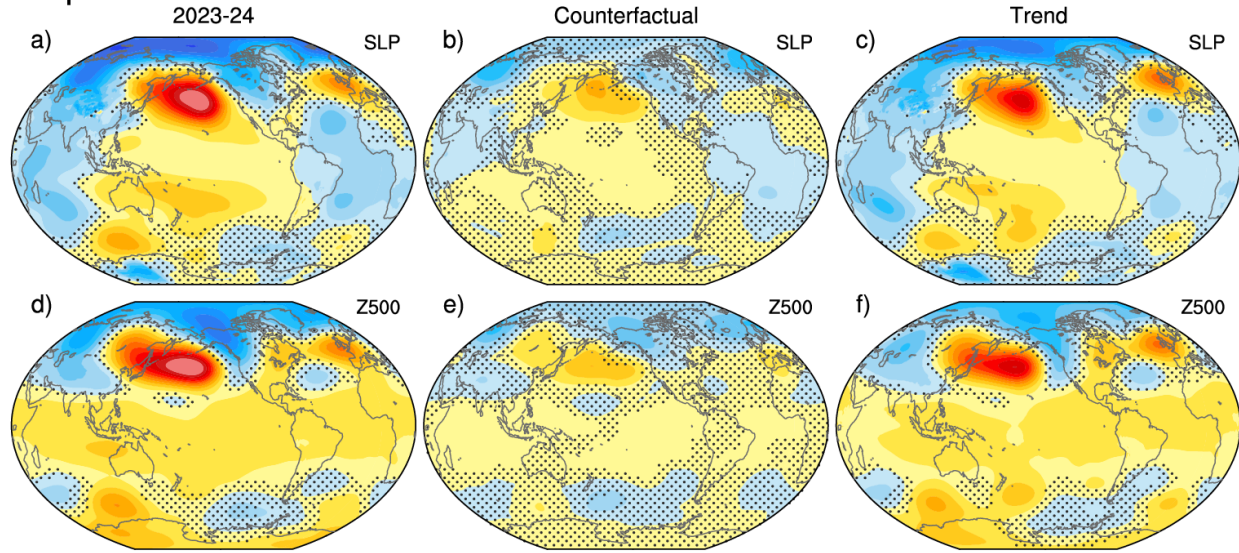 2023-24
Counterfactual
Trend
a)
SLP
b)
SLP
c)
SLP
d)
Z500
e)
Z500
f)
Z500